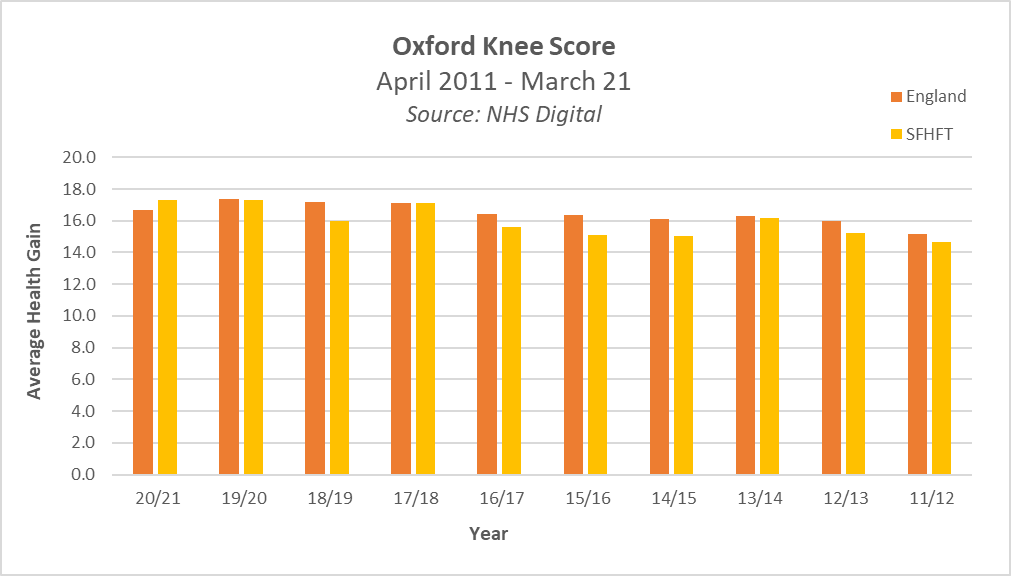 Oxford Knee Score
April 2011 - March 21
Source: NHS Digital
England
SFHFT
Average Health Gain
20.0
18.0
16.0
14.0
12.0
10.0
8.0
6.0
4.0
2.0
0.0
20/21 19/20 18/19 17/18 16/17 15/16 14/15 13/14 12/13 11/12
Year